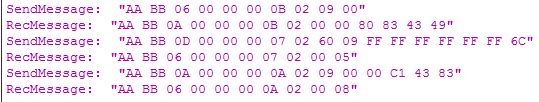 SendMessage:  "AA BB 06 00 00 00 0B 02 09 00"
RecMessage:  "AA BB 0A 00 00 00 0B 02 00 00 80 83 43 49"
SendMessage:  "AA BB 0D 00 00 00 07 02 60 09 FF FF FF FF FF FF 6C"
RecMessage:  "AA BB 06 00 00 00 07 02 00 05"
SendMessage:  "AA BB 0A 00 00 00 0A 02 09 00 00 C1 43 83"
RecMessage:  "AA BB 06 00 00 00 0A 02 00 08"